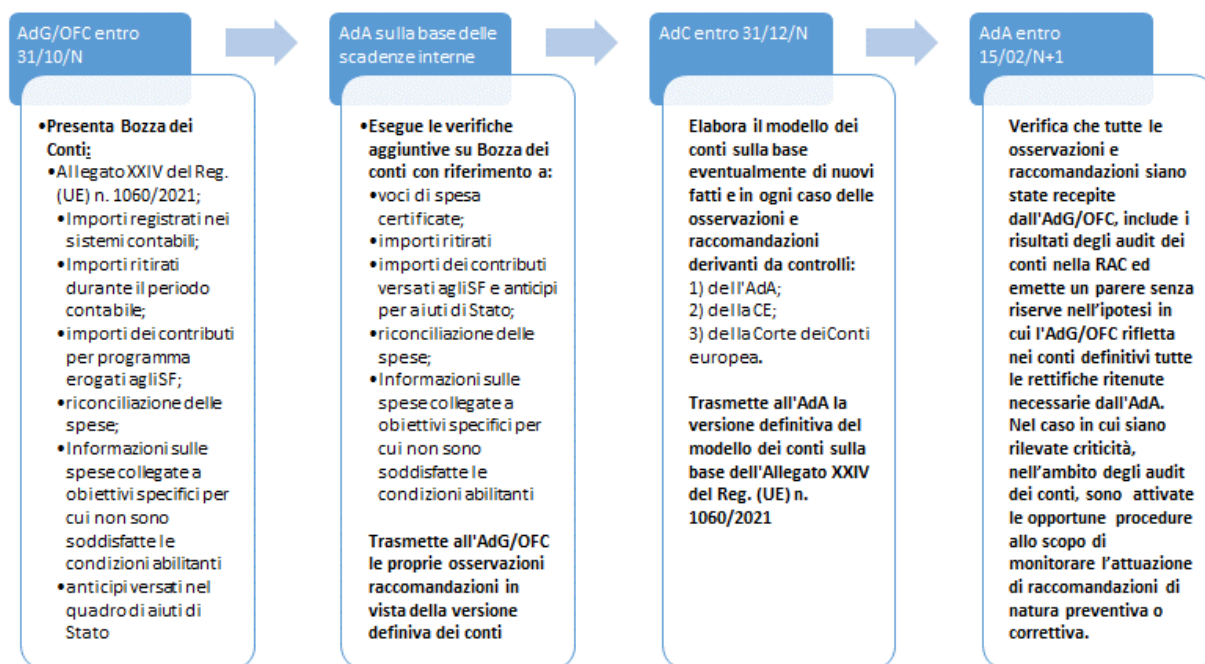 AdG/OFC entro
31/10/N
•Presenta Bozza dei
Conti:
•Allegato XXIV del Reg.
(UE) n. 1060/2021;
•Importi registrati nei
sistemi contabili;
•Importi ritirati
durante il periodo
contabile;
•importi dei contributi
per programma
erogati agli SF;
•riconciliazione delle
spese;
•Informazioni sulle
spese collegate a
obiettivi specifici per
cui non sono
soddisfatte le
condizioni abilitanti
•anticipi versati nel
quadro di aiuti di
Stato
AdA sulla base delle
scadenze interne
•Esegue le verifiche
aggiuntive su Bozza dei
conti con riferimento a:
•voci di spesa
certificate;
•importi ritirati
•importi dei contributi
versati agli SF e anticipi
per aiuti di Stato;
•riconciliazione delle
spese;
•Informazioni sulle
spese collegate a
obiettivi specifici per
cui non sono
soddisfatte le
condizioni abilitanti
Trasmette all'AdG/OFC
le proprie osservazioni
raccomandazioni in
vista della versione
definiva dei conti
AdC entro 31/12/N
Elabora il modello dei
conti sulla base
eventualmente di nuovi
fatti e in ogni caso delle
osservazioni e
raccomandazioni
derivanti da controlli:
1) dell'AdA;
2) della CE;
3) della Corte dei Conti
europea.
Trasmette all'AdA la
versione definitiva del
modello dei conti sulla
base dell'Allegato XXIV
del Reg. (UE) n.
1060/2021
AdA entro
15/02/N+1
Verifica che tutte le
osservazioni e
raccomandazioni siano
state recepite
dall'AdG/OFC, include i
risultati degli audit dei
conti nella RAC ed
emette un parere senza
riserve nell’ipotesi in
cui l'AdG/OFC rifletta
nei conti definitivi tutte
le rettifiche ritenute
necessarie dall'AdA.
Nel caso in cui siano
rilevate criticità,
nell’ambito degli audit
dei conti, sono attivate
le opportune procedure
allo scopo di
monitorare l’attuazione
di raccomandazioni di
natura preventiva o
correttiva.